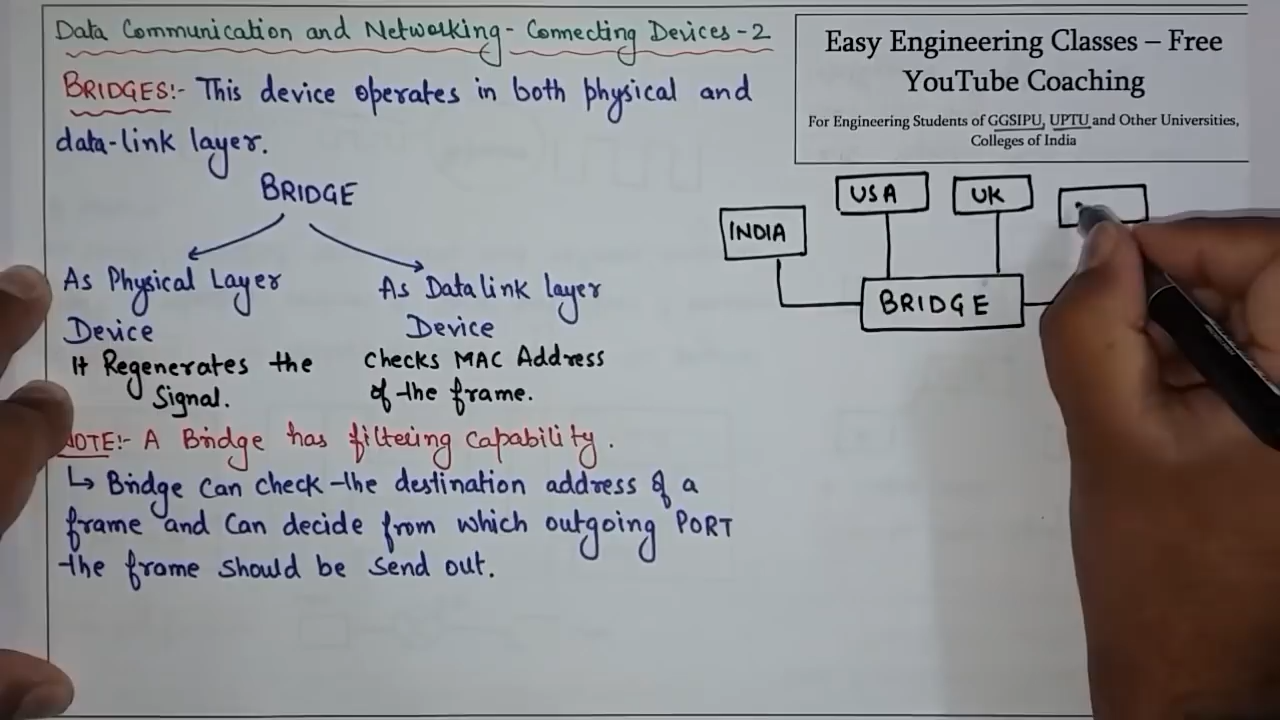 Data Communication and Networking - Connecting Devices - 2
Easy Engineering Classes – Free
YouTube Coaching
For Engineering Students of GGSIPU, UPTU and Other Universities,
Colleges of India
BRIDGES:- This device operates in both physical and
data-link layer.
BRIDGE
As Physical Layer
Device
It Regenerates the
Signal.
As Datalink layer
Device
Checks MAC Address
of the frame.
NOTE:- A Bridge has filtering capability.
↳ Bridge can check the destination address of a
frame and can decide from which outgoing PORT
the frame should be send out.
INDIA
USA
UK
BRIDGE